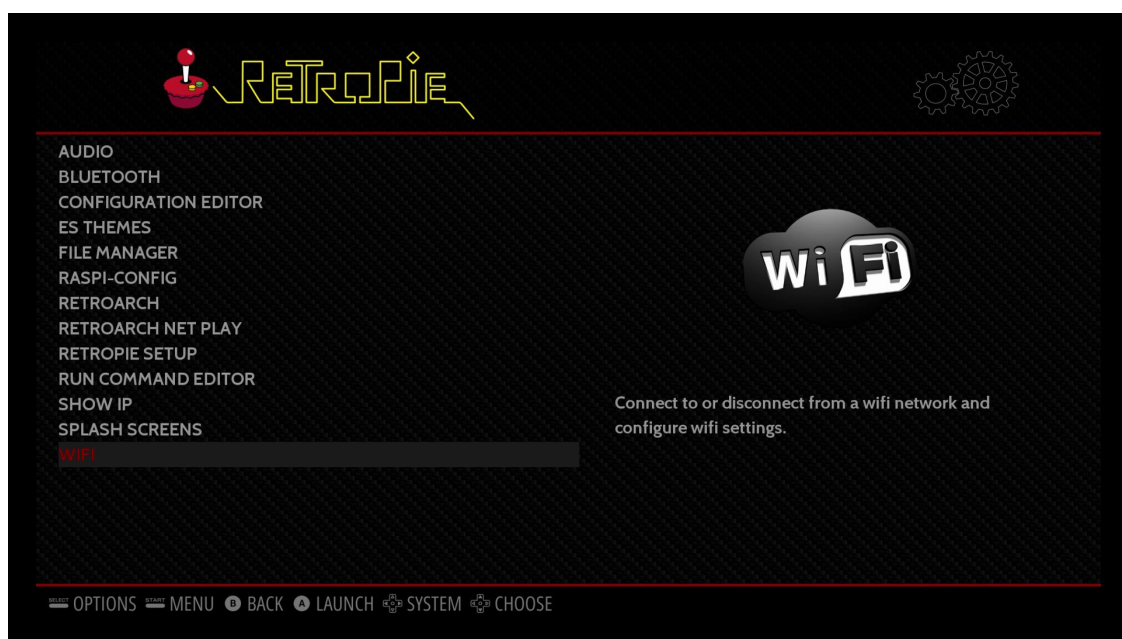 RetroPie
AUDIO
BLUETOOTH
CONFIGURATION EDITOR
ES THEMES
FILE MANAGER
RASPI-CONFIG
RETROARCH
RETROARCH NET PLAY
RETROPIE SETUP
RUN COMMAND EDITOR
SHOW IP
SPLASH SCREENS
WIFI
Wi Fi
Connect to or disconnect from a wifi network and
configure wifi settings.
SELECT OPTIONS START MENU B BACK A LAUNCH SYSTEM CHOOSE